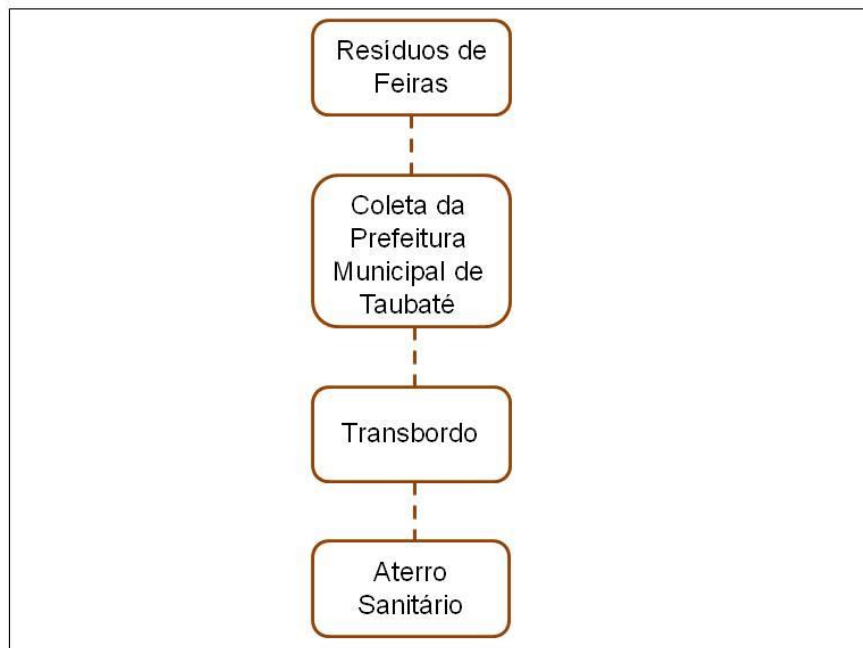 Resíduos de
Feiras
Coleta da
Prefeitura
Municipal de
Taubaté
Transbordo
Aterro
Sanitário